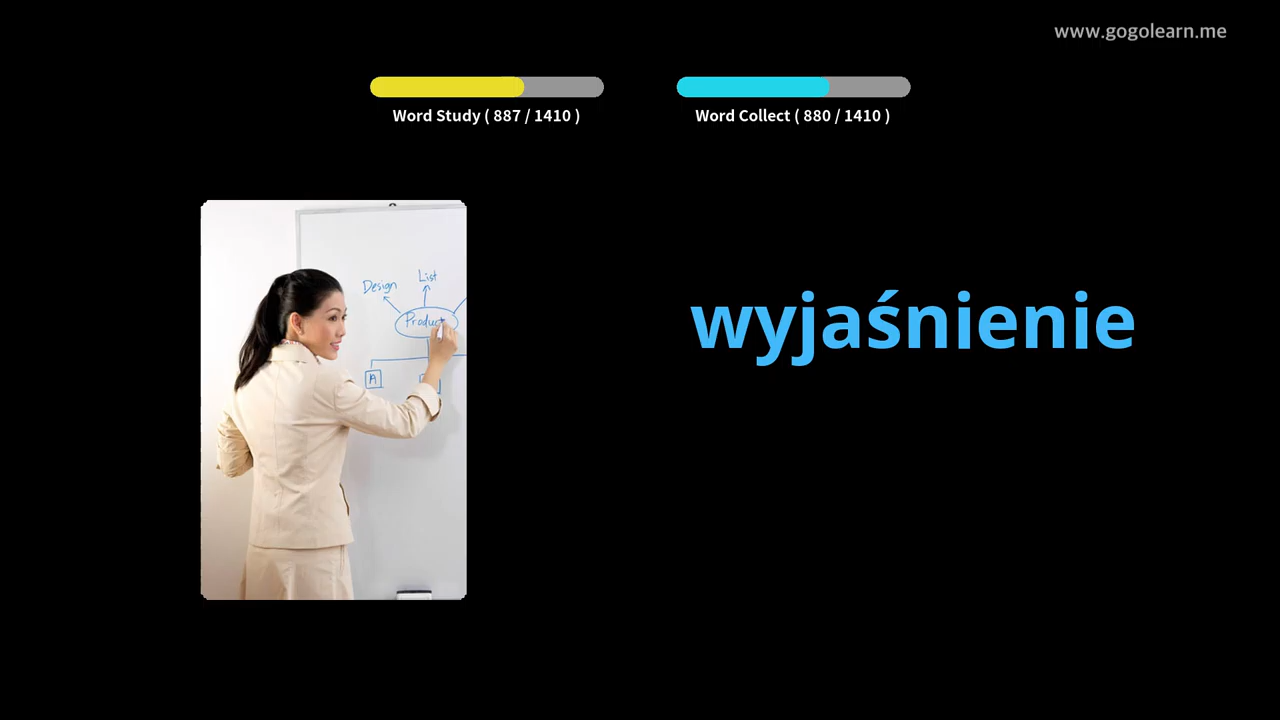 www.gogolearn.me
Word Study ( 887 / 1410 )
Word Collect ( 880 / 1410 )
wyjaśnienie
Design
List
Product
A